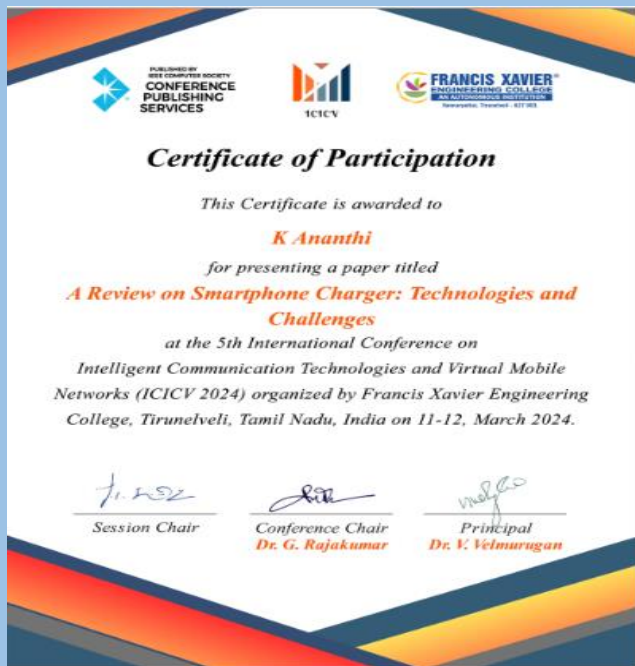 PUBLISHED BY
IEEE COMPUTER SOCIETY
CONFERENCE
PUBLISHING
SERVICES
ICICV
FRANCIS XAVIER
ENGINEERING COLLEGE
AN AUTONOMOUS INSTITUTION
Certificate of Participation
This Certificate is awarded to
K Ananthi
for presenting a paper titled
A Review on Smartphone Charger: Technologies and
Challenges
at the 5th International Conference on
Intelligent Communication Technologies and Virtual Mobile
Networks (ICICV 2024) organized by Francis Xavier Engineering
College, Tirunelveli, Tamil Nadu, India on 11-12, March 2024.
Session Chair
Conference Chair
Dr. G. Rajakumar
Principal
Dr. V. Velmurugan